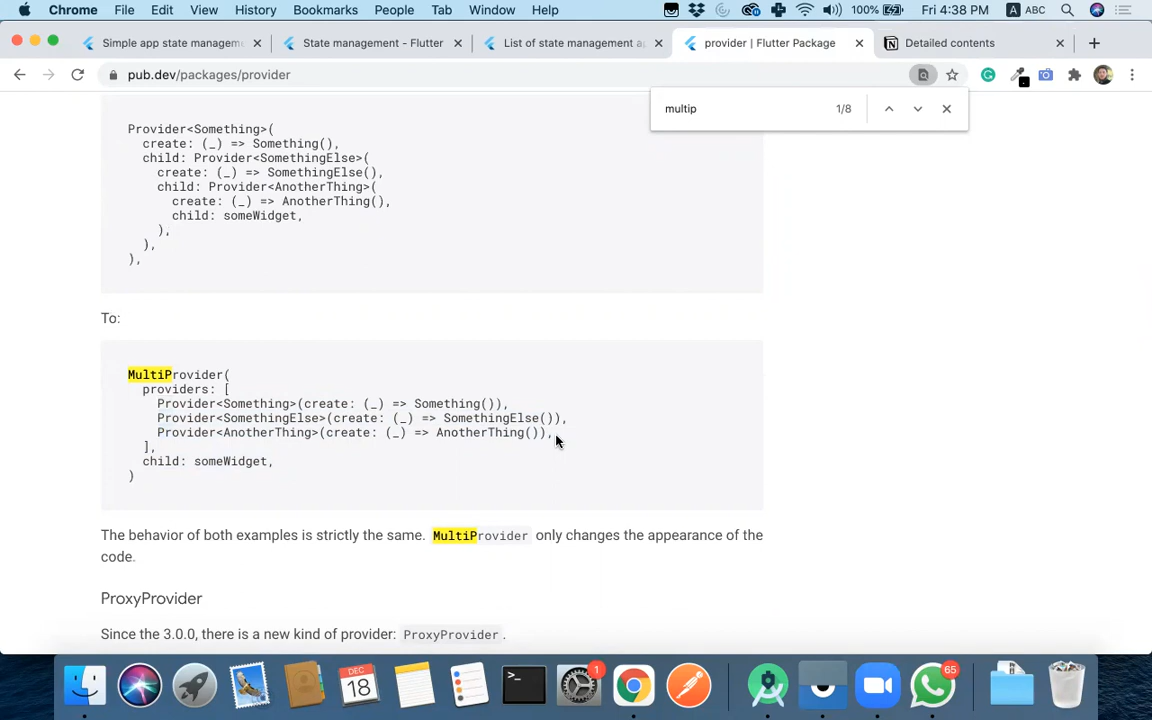 Chrome File Edit View History Bookmarks People Tab Window Help 100% Fri 4:38 PM A ABC
Simple app state managem
State management - Flutter
List of state management a
provider | Flutter Package
Detailed contents
pub.dev/packages/provider
multip 1/8
Provider<Something>(
create: (_) => Something(),
child: Provider<SomethingElse>(
create: (_) => SomethingElse(),
child: Provider<AnotherThing>(
create: (_) => AnotherThing(),
child: someWidget,
),
),
),
To:
MultiProvider(
providers: [
Provider<Something>(create: (_) => Something()),
Provider<SomethingElse>(create: (_) => SomethingElse()),
Provider<AnotherThing>(create: (_) => AnotherThing()),
],
child: someWidget,
)
The behavior of both examples is strictly the same. MultiProvider only changes the appearance of the
code.
ProxyProvider
Since the 3.0.0, there is a new kind of provider: ProxyProvider.
DEC
18
>_
1
65